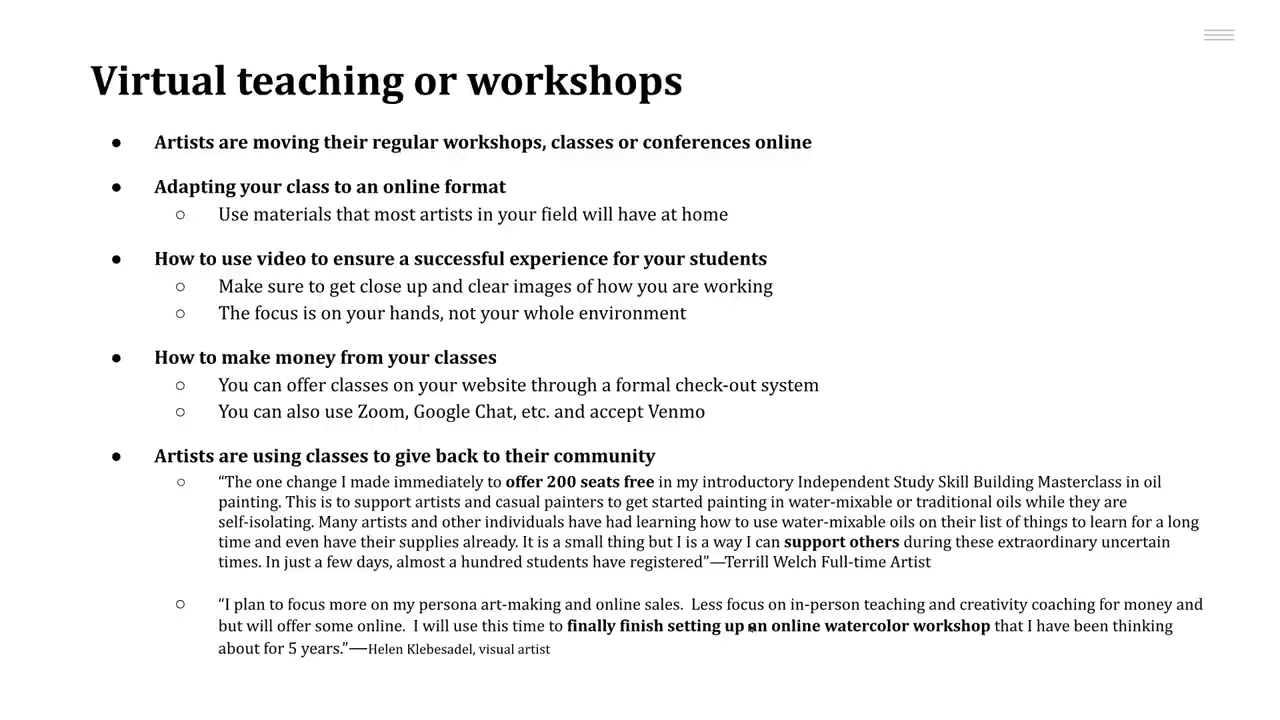 Virtual teaching or workshops
● Artists are moving their regular workshops, classes or conferences online
● Adapting your class to an online format
○ Use materials that most artists in your field will have at home
● How to use video to ensure a successful experience for your students
○ Make sure to get close up and clear images of how you are working
○ The focus is on your hands, not your whole environment
● How to make money from your classes
○ You can offer classes on your website through a formal check-out system
○ You can also use Zoom, Google Chat, etc. and accept Venmo
● Artists are using classes to give back to their community
○ “The one change I made immediately to offer 200 seats free in my introductory Independent Study Skill Building Masterclass in oil
painting. This is to support artists and casual painters to get started painting in water-mixable or traditional oils while they are
self-isolating. Many artists and other individuals have had learning how to use water-mixable oils on their list of things to learn for a long
time and even have their supplies already. It is a small thing but I is a way I can support others during these extraordinary uncertain
times. In just a few days, almost a hundred students have registered”—Terrill Welch Full-time Artist
○ “I plan to focus more on my persona art-making and online sales.  Less focus on in-person teaching and creativity coaching for money and
but will offer some online.  I will use this time to finally finish setting up an online watercolor workshop that I have been thinking
about for 5 years.”—Helen Klebesadel, visual artist